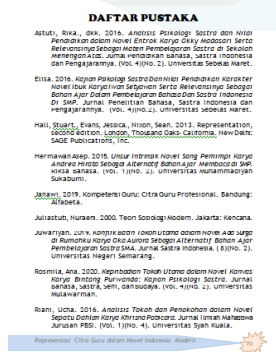 DAFTAR PUSTAKA
Astuti, Rika., dkk. 2016. Analisis Psikologi Sastra dan Nilai
Pendidikan dalam Novel Entrok Karya Okky Madasari Serta
Relevansinya Sebagai Materi Pembelajaran Sastra di Sekolah
Menengah Atas. Jurnal Pendidikan Bahasa, Sastra Indonesia
dan Pengajarannya. (Vol. 4)(No. 2). Universitas Sebelas Maret.
Elisa. 2016. Kajian Psikologi Sastra Dan Nilai Pendidikan Karakter
Novel Ibuk Karya Iwan Setyawan Serta Relevansinya Sebagai
Bahan Ajar Dalam Pembelajaran Bahasa Dan Sastra Indonesia
Di SMP. Jurnal Penelitian Bahasa, Sastra Indonesia dan
Pengajarannya. (Vol. 4)(No.2). Universitas Sebelas Maret.
Hall, Stuart., Evans, Jessica., Nixon, Sean. 2013. Representation,
second edition. London, Thousand Oaks- California. New Delhi:
SAGE Publications, Inc.
Hermawan Asep. 2015. Unsur Intrinsik Novel Sang Pemimpi Karya
Andrea Hirata Sebagai Alternatif Bahan Ajar Membaca di SMP.
Riksa Bahasa. (Vol. 1)(No. 2). Universitas Muhammadiyah
Sukabumi.
Janawi. 2019. Kompetensi Guru: Citra Guru Profesional. Bandung:
Alfabeta.
Juliastuti, Nuraeni. 2000. Teori Sosiologi Modern. Jakarta: Kencana.
Juwariyah. 2019. Konflik Batin Tokoh Utama dalam Novel Ada Surga
di Rumahku Karya Oka Aurora Sebagai Alternatif Bahan Ajar
Pembelajaran Sastra SMA. Jurnal Sastra Indonesia. (8)(No. 2).
Universitas Negeri Semarang.
Rosmila, Ana. 2020. Kepribadian Tokoh Utama dalam Novel Kanvas
Karya Bintang Purwanda: Kajian Psikologi Sastra. Jurnal
Bahasa, Sastra, Seni, dan Budaya. (Vol. 4)(No. 2). Universitas
Mulawarman.
Riani, Ucha. 2016. Analisis Tokoh dan Penokohan dalam Novel
Sepatu Dahlan Karya Khrisna Pabicara. Jurnal Ilmiah Mahasiswa
Jurusan PBSI. (Vol. 1)(No. 4). Universitas Syah Kuala.
Representasi Citra Guru dalam Novel Indonesia Modern